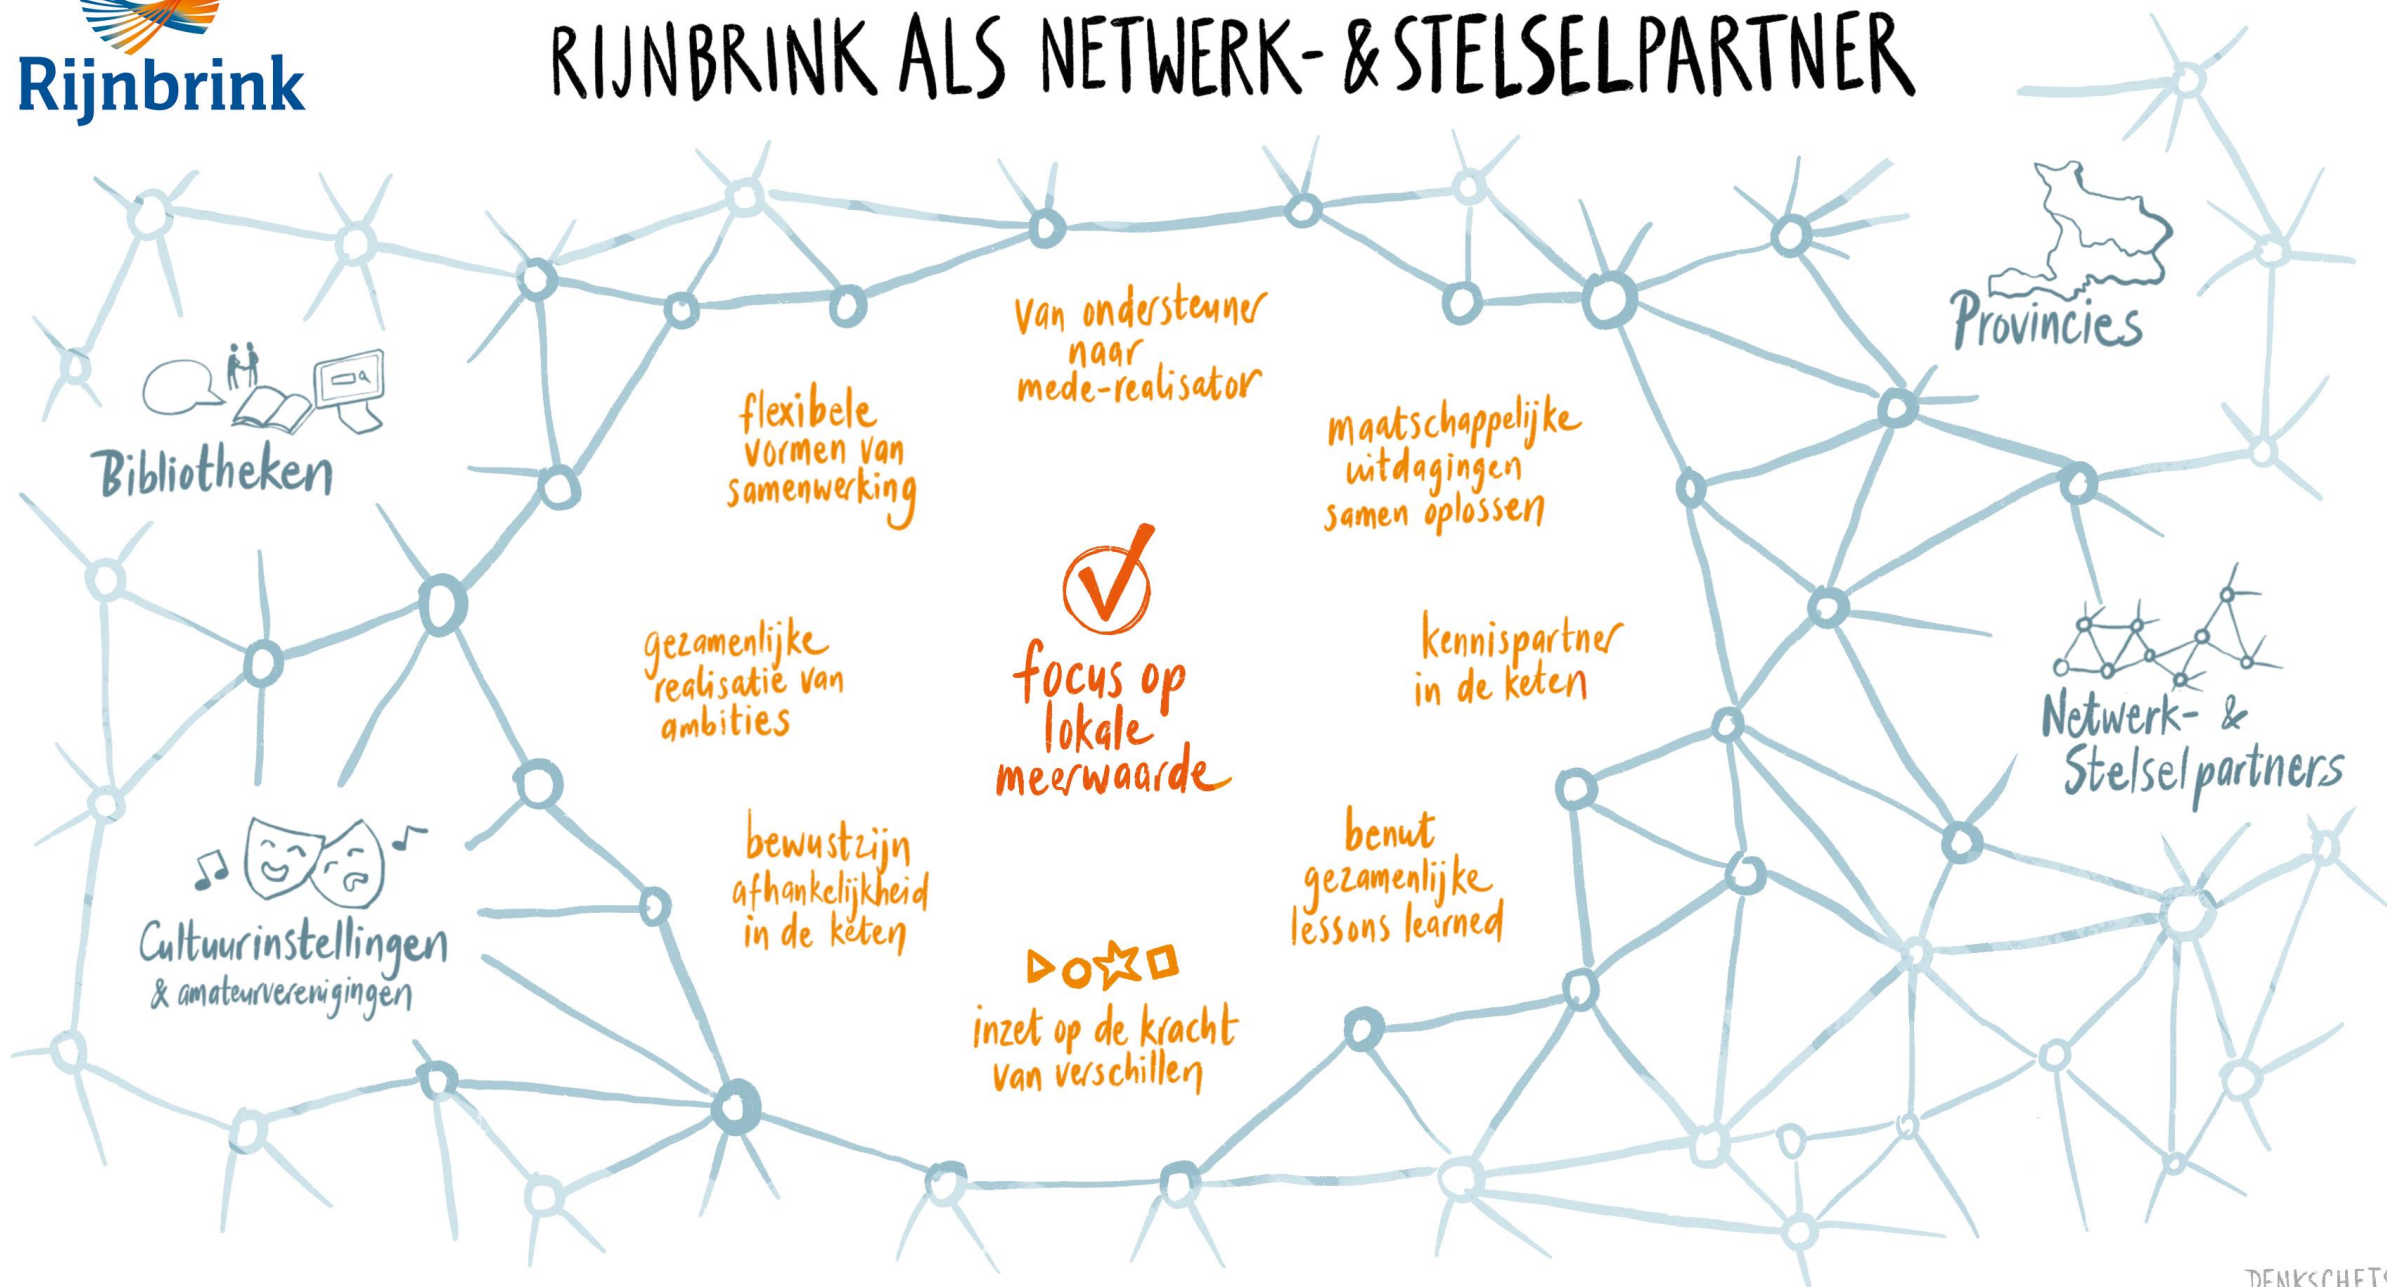 Rijnbrink
RIJNBRINK ALS NETWERK- & STELSELPARTNER
Bibliotheken
Cultuurinstellingen
& amateurverenigingen
Provincies
Netwerk- &
Stelselpartners
Van ondersteuner
naar
mede-realisator
flexibele
vormen van
samenwerking
maatschappelijke
uitdagingen
samen oplossen
gezamenlijke
realisatie van
ambities
focus op
lokale
meerwaarde
kennispartner
in de keten
bewustzijn
afhankelijkheid
in de keten
benut
gezamenlijke
lessons learned
inzet op de kracht
van verschillen
DENKSCHETS